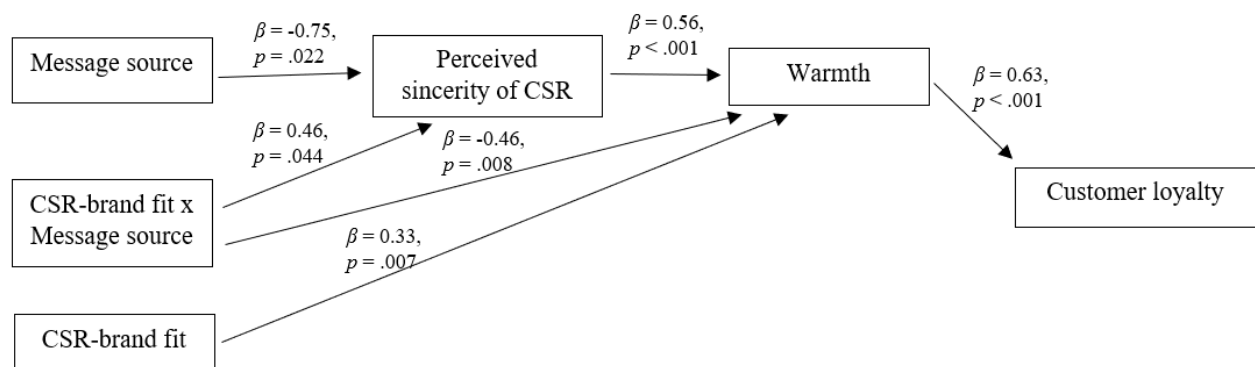 Message source
β = -0.75,
p = .022
Perceived
sincerity of CSR
β = 0.56,
p < .001
Warmth
β = 0.63,
p < .001
β = 0.46,
p = .044
β = -0.46,
p = .008
CSR-brand fit x
Message source
Customer loyalty
β = 0.33,
p = .007
CSR-brand fit